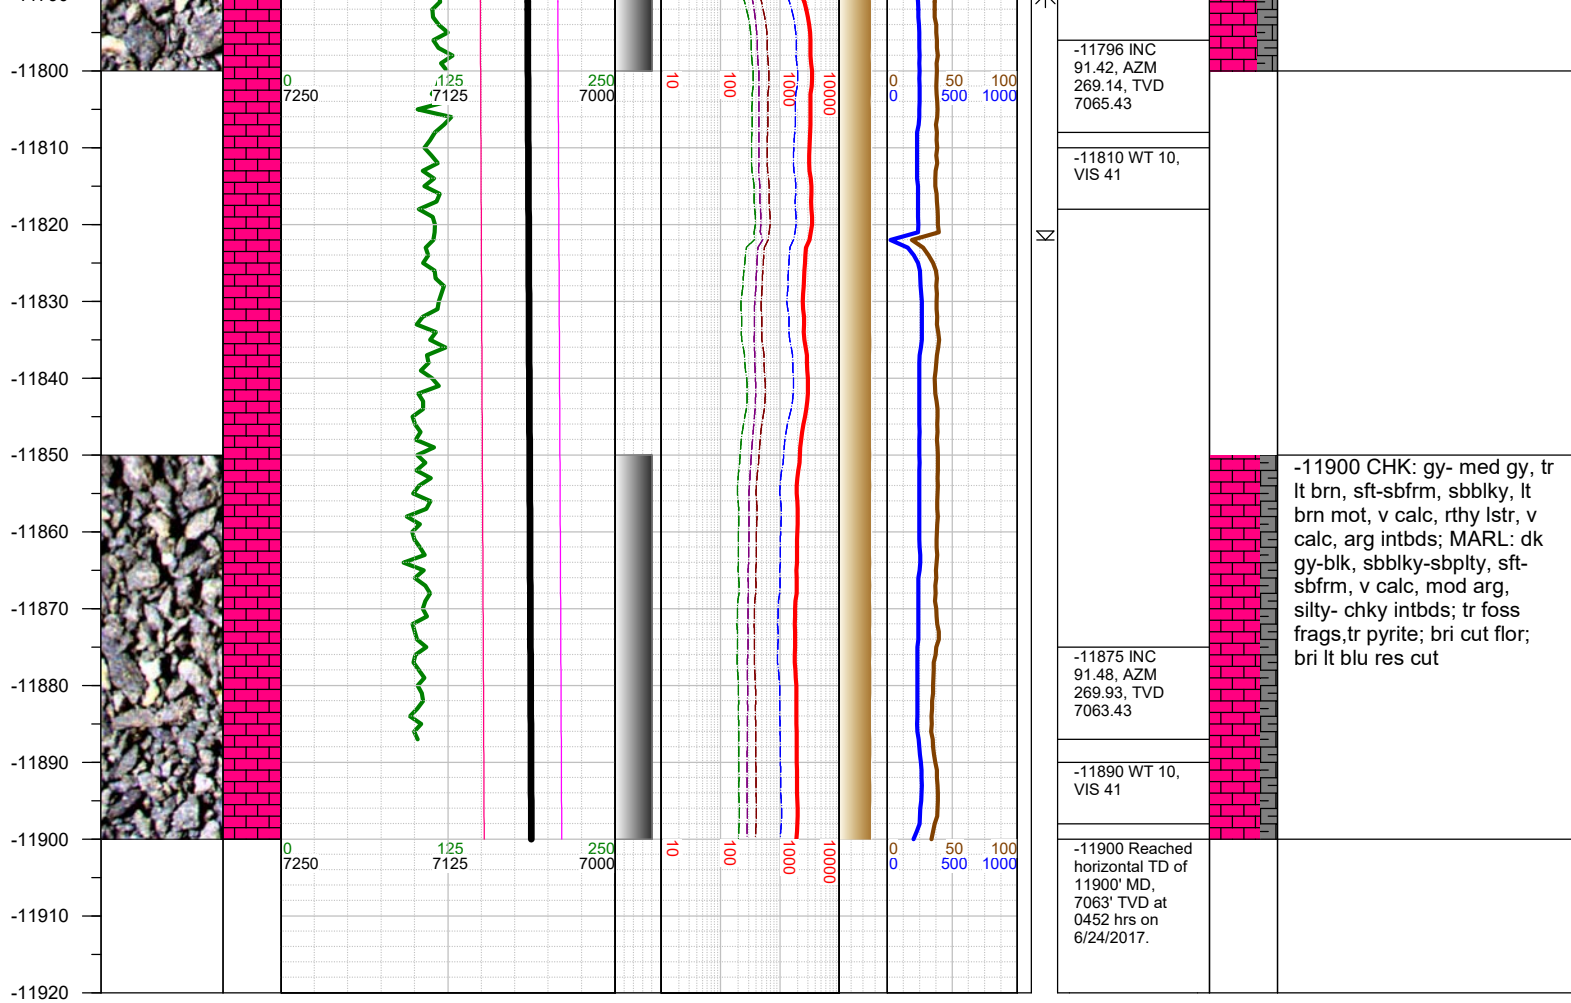 -11800
-11810
-11820
-11830
-11840
-11850
-11860
-11870
-11880
-11890
-11900
-11910
-11920
0 125 250
7250 7125 7000
10 100 1000 10000
0 50 100
0 500 1000
-11796 INC
91.42, AZM
269.14, TVD
7065.43
-11810 WT 10,
VIS 41
-11900 CHK: gy- med gy, tr
lt brn, sft-sbfrm, sbblky, lt
brn mot, v calc, rthy lstr, v
calc, arg intbds; MARL: dk
gy-blk, sbblky-sbplty, sft-
sbfrm, v calc, mod arg,
silty- chky intbds; tr foss
frags,tr pyrite; bri cut flor;
bri lt blu res cut
-11875 INC
91.48, AZM
269.93, TVD
7063.43
-11890 WT 10,
VIS 41
0 125 250
7250 7125 7000
10 100 1000 10000
0 50 100
0 500 1000
-11900 Reached
horizontal TD of
11900' MD,
7063' TVD at
0452 hrs on
6/24/2017.